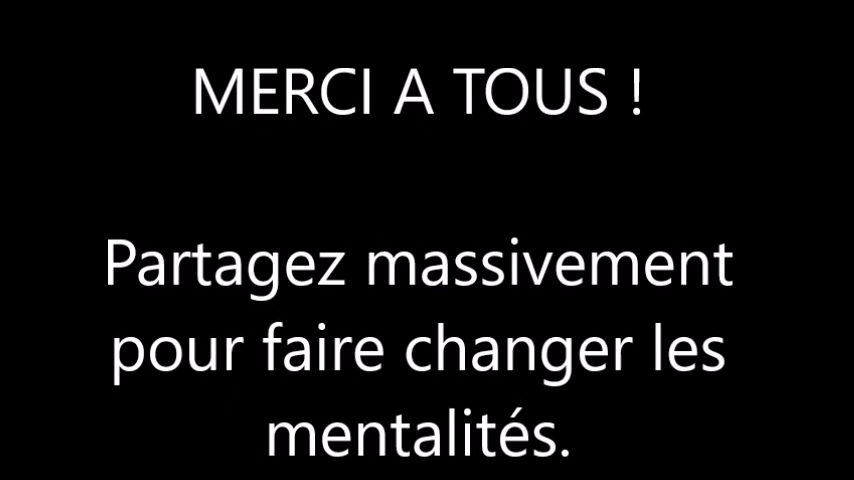 MERCI A TOUS !
Partagez massivement
pour faire changer les
mentalités.